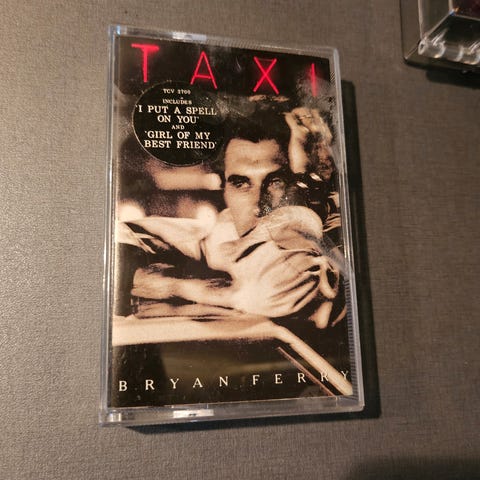 TAXI
TCV 2700
INCLUDES
'I PUT A SPELL
ON YOU'
AND
'GIRL OF MY
BEST FRIEND'
BRYAN FERRY